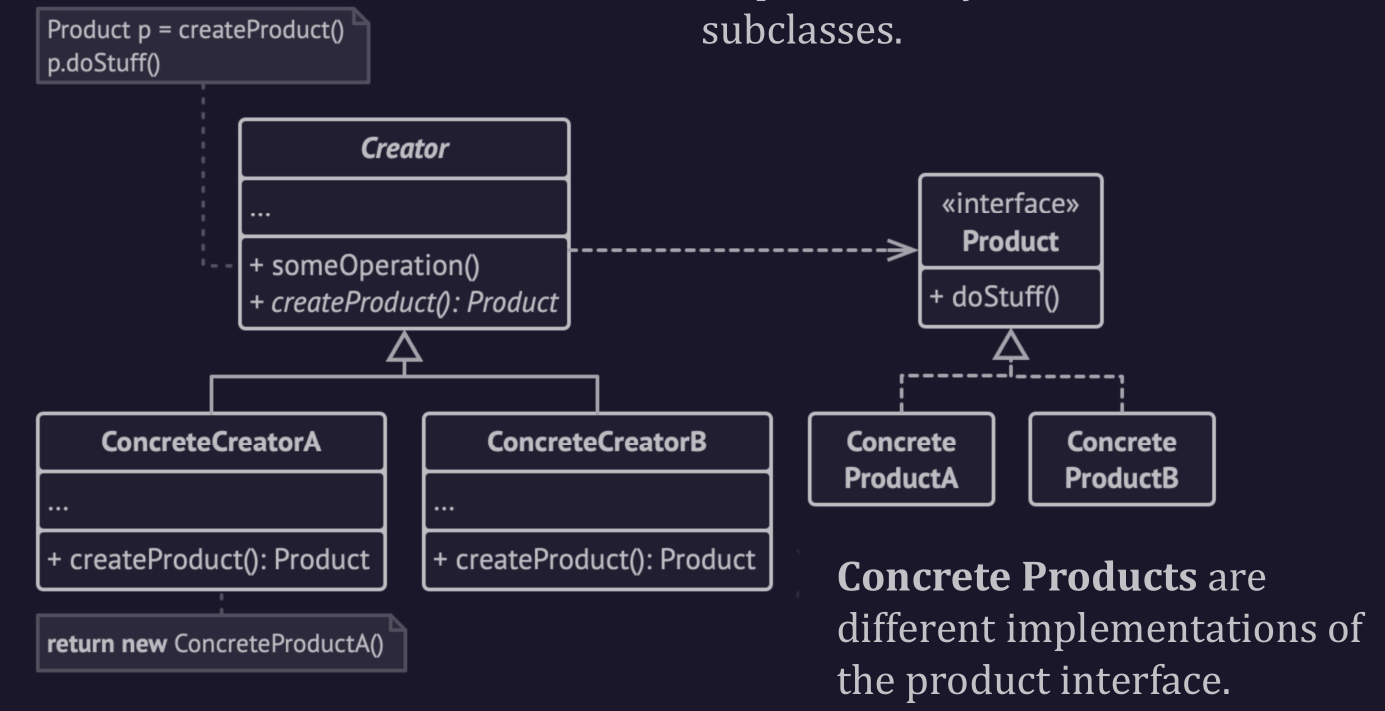 subclasses.
Product p = createProduct()
p.doStuff()
Creator
...
+ someOperation()
+ createProduct(): Product
«interface»
Product
+ doStuff()
ConcreteCreatorA
...
+ createProduct(): Product
ConcreteCreatorB
...
+ createProduct(): Product
Concrete
ProductA
Concrete
ProductB
return new ConcreteProductA()
Concrete Products are
different implementations of
the product interface.